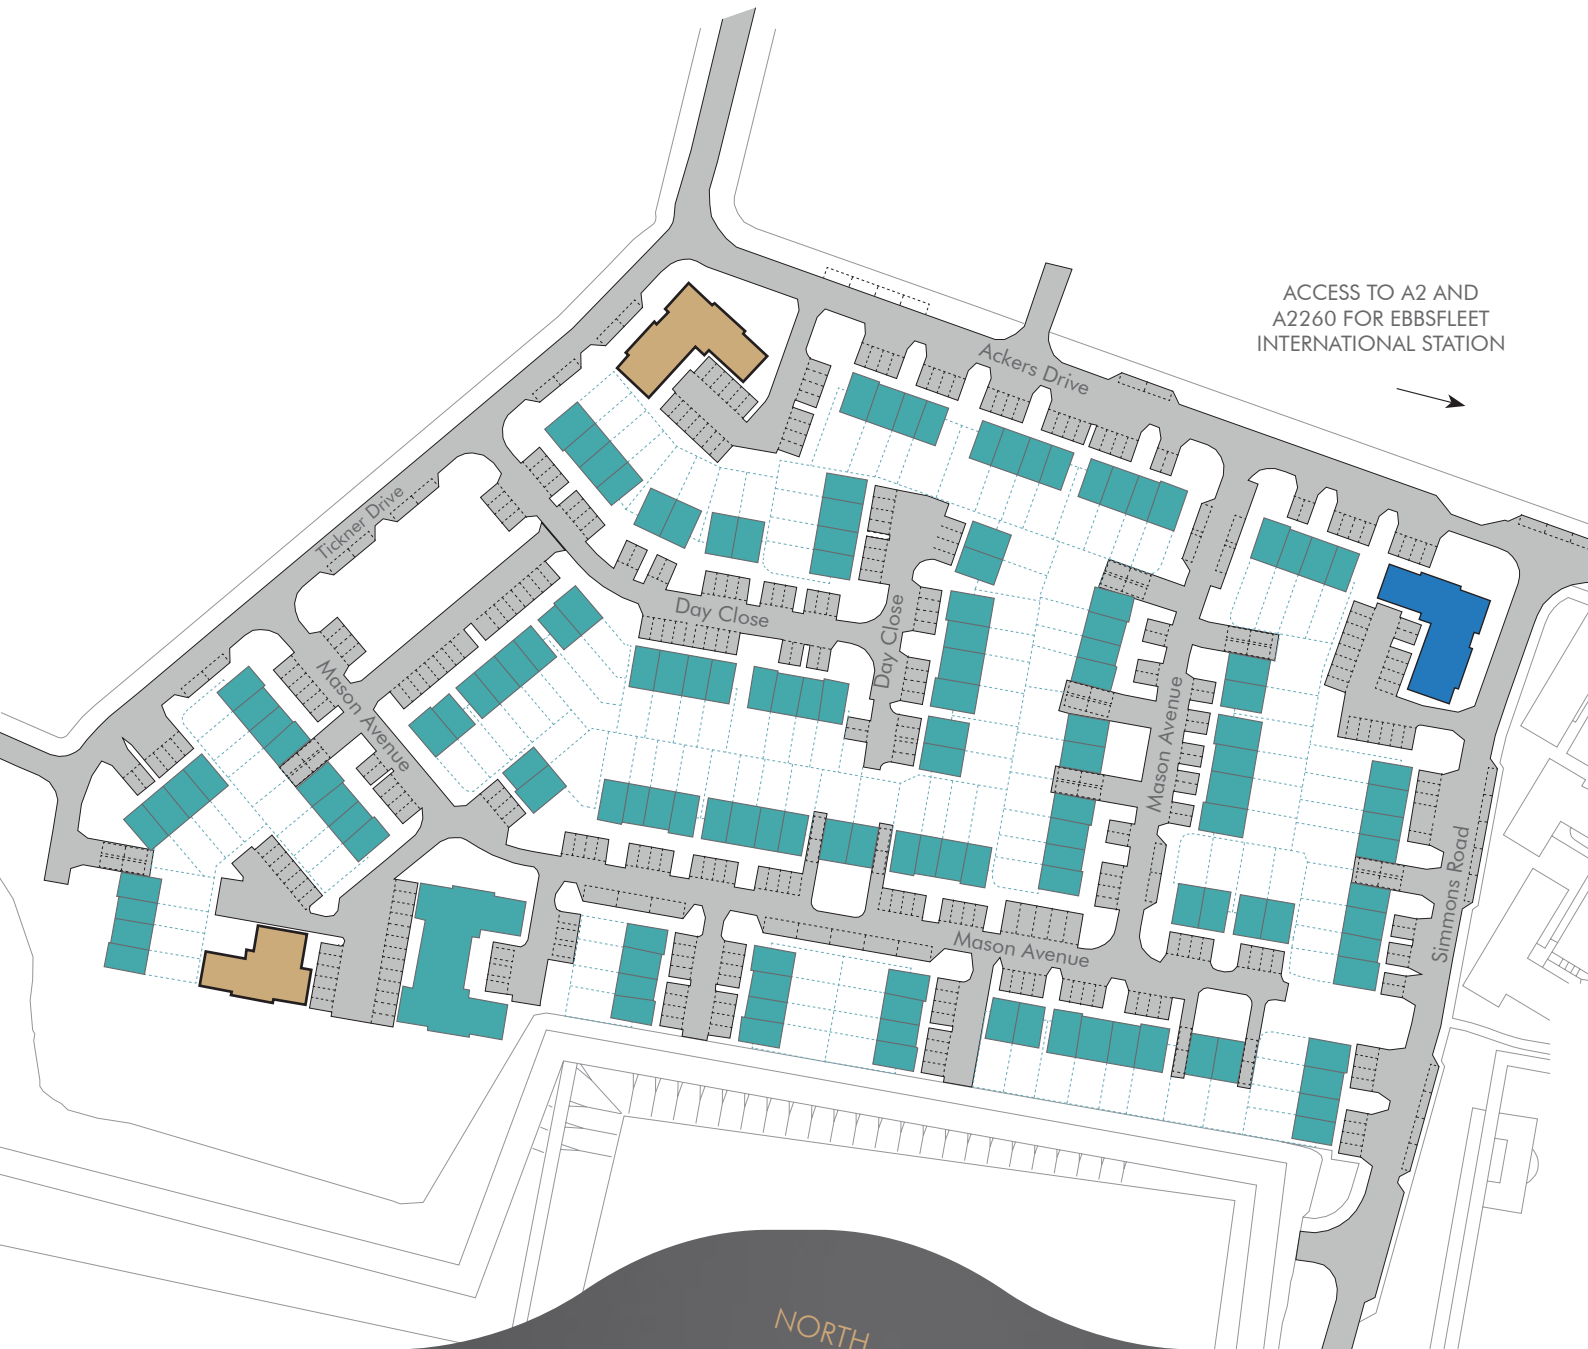 ACCESS TO A2 AND
A2260 FOR EBBSFLEET
INTERNATIONAL STATION
Ackers Drive
Tickner Drive
Day Close
Day Close
Mason Avenue
Mason Avenue
Simmons Road
Mason Avenue
NORTH